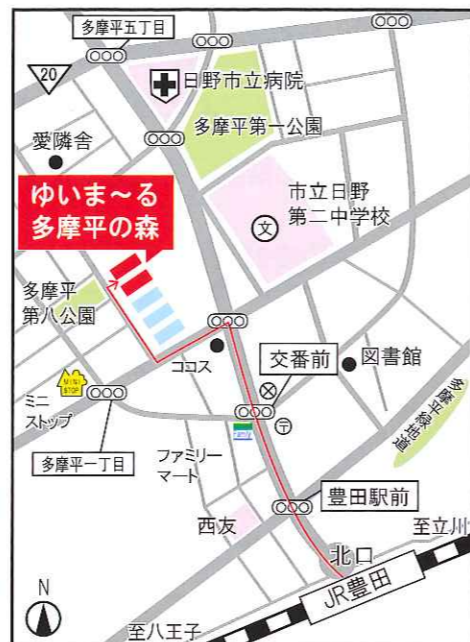 多摩平五丁目
20
日野市立病院
多摩平第一公園
愛隣舎
ゆいま～る
多摩平の森
市立日野
第二中学校
文
多摩平
第八公園
ココス
交番前
図書館
MINI
STOP
ミニ
ストップ
多摩平一丁目
ファミリー
マート
多摩平緑地道
豊田駅前
西友
至立川
北口
JR豊田
N
至八王子